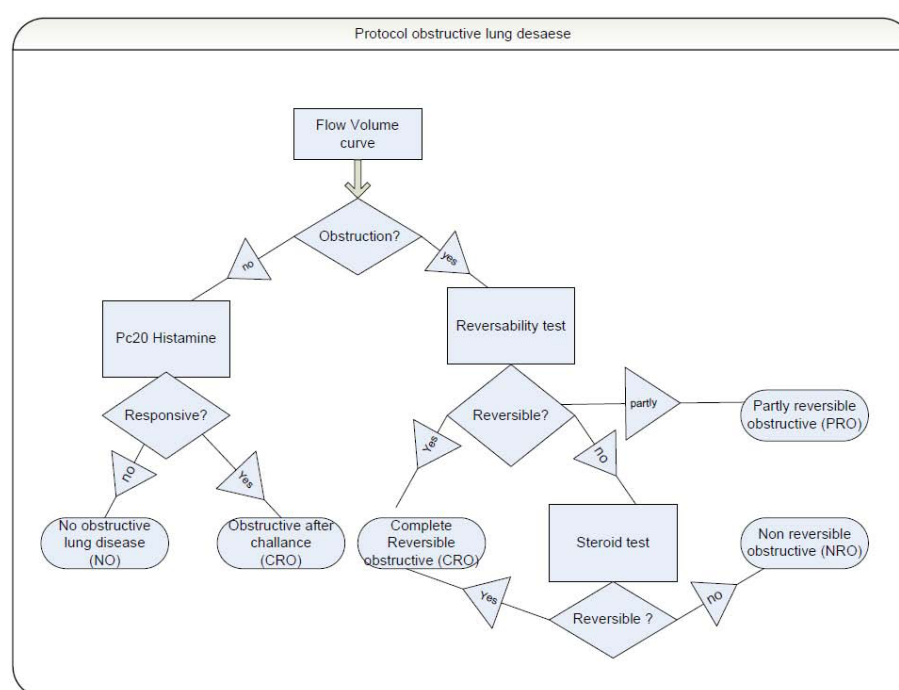 Protocol obstructive lung desaese
Flow Volume
curve
Obstruction?
no
yes
Pc20 Histamine
Reversability test
Responsive?
Reversible?
partly
Partly reversible
obstructive (PRO)
no
Yes
Yes
no
No obstructive
lung disease
(NO)
Obstructive after
challance
(CRO)
Complete
Reversible
obstructive (CRO)
Steroid test
Non reversible
obstructive (NRO)
Yes
Reversible ?
no